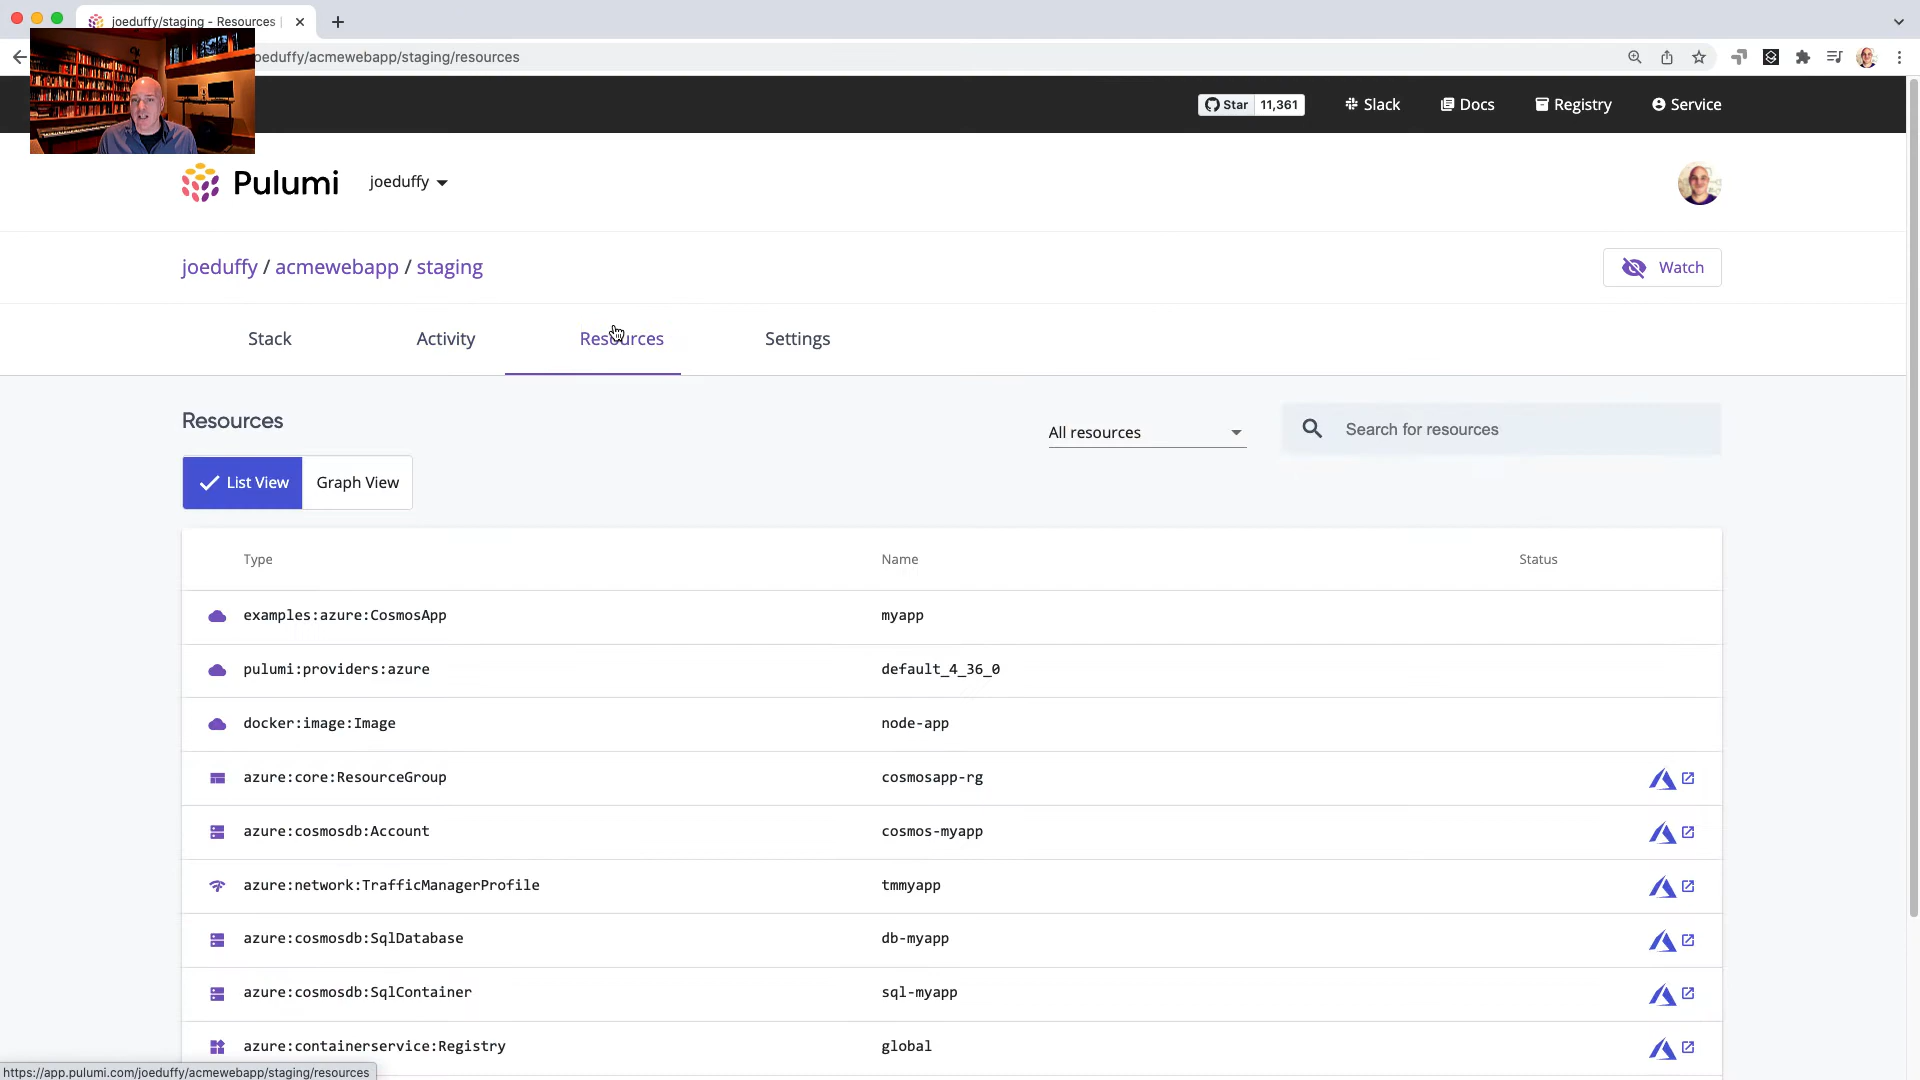 joeduffy/staging - Resources |
oeduffy/acmewebapp/staging/resources
Star 11,361
Slack
Docs
Registry
Service
Pulumi
joeduffy
joeduffy / acmewebapp / staging
Watch
Stack
Activity
Resources
Settings
Resources
All resources
Search for resources
List View
Graph View
Type Name Status
examples:azure:CosmosApp myapp
pulumi:providers:azure default_4_36_0
docker:image:Image node-app
azure:core:ResourceGroup cosmosapp-rg
azure:cosmosdb:Account cosmos-myapp
azure:network:TrafficManagerProfile tmmyapp
azure:cosmosdb:SqlDatabase db-myapp
azure:cosmosdb:SqlContainer sql-myapp
azure:containerservice:Registry global
https://app.pulumi.com/joeduffy/acmewebapp/staging/resources